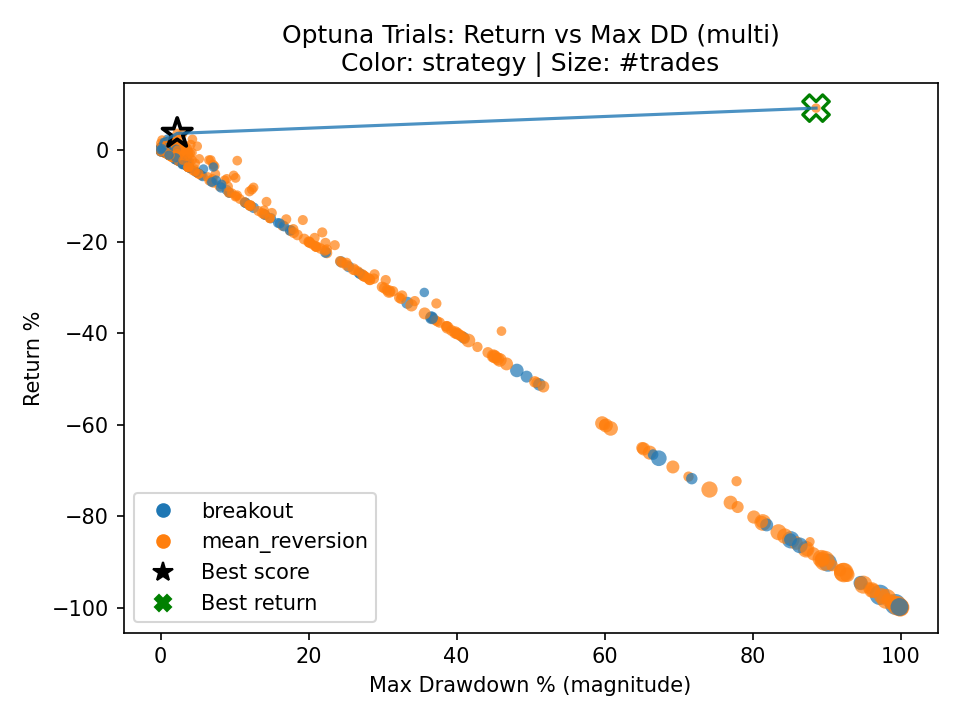 Optuna Trials: Return vs Max DD (multi)
Color: strategy | Size: #trades
Return %
0
−20
−40
−60
−80
−100
breakout
mean_reversion
Best score
Best return
0
20
40
60
80
100
Max Drawdown % (magnitude)